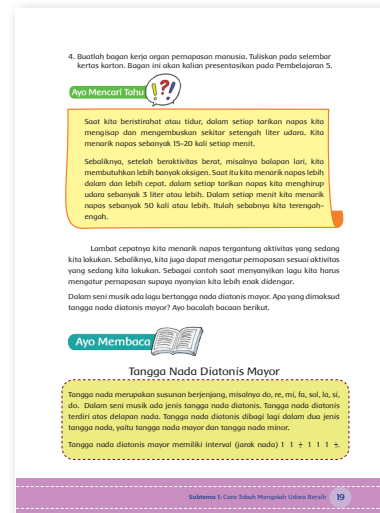 4. Buatlah bagan kerja organ pernapasan manusia. Tuliskan pada selembar
kertas karton. Bagan ini akan kalian presentasikan pada Pembelajaran 5.
Ayo Mencari Tahu
Saat kita beristirahat atau tidur, dalam setiap tarikan napas kita
mengisap dan mengembuskan sekitar setengah liter udara. Kita
menarik napas sebanyak 15-20 kali setiap menit.
Sebaliknya, setelah beraktivitas berat, misalnya balapan lari, kita
membutuhkan lebih banyak oksigen. Saat itu kita menarik napas lebih
dalam dan lebih cepat. dalam setiap tarikan napas kita menghirup
udara sebanyak 3 liter atau lebih. Dalam setiap menit kita menarik
napas sebanyak 50 kali atau lebih. Itulah sebabnya kita terengah-
engah.
Lambat cepatnya kita menarik napas tergantung aktivitas yang sedang
kita lakukan. Sebaliknya, kita juga dapat mengatur pernapasan sesuai aktivitas
yang sedang kita lakukan. Sebagai contoh saat menyanyikan lagu kita harus
mengatur pernapasan supaya nyanyian kita lebih enak didengar.
Dalam seni musik ada lagu bertangga nada diatonis mayor. Apa yang dimaksud
tangga nada diatonis mayor? Ayo bacalah bacaan berikut.
Ayo Membaca
Tangga Nada Diatonis Mayor
Tangga nada merupakan susunan berjenjang, misalnya do, re, mi, fa, sol, la, si,
do. Dalam seni musik ada jenis tangga nada diatonis. Tangga nada diatonis
terdiri atas delapan nada. Tangga nada diatonis dibagi lagi dalam dua jenis
tangga nada, yaitu tangga nada mayor dan tangga nada minor.
Tangga nada diatonis mayor memiliki interval (jarak nada) 1 1 ½ 1 1 1 ½.
Subtema 1: Cara Tubuh Mengolah Udara Bersih 19